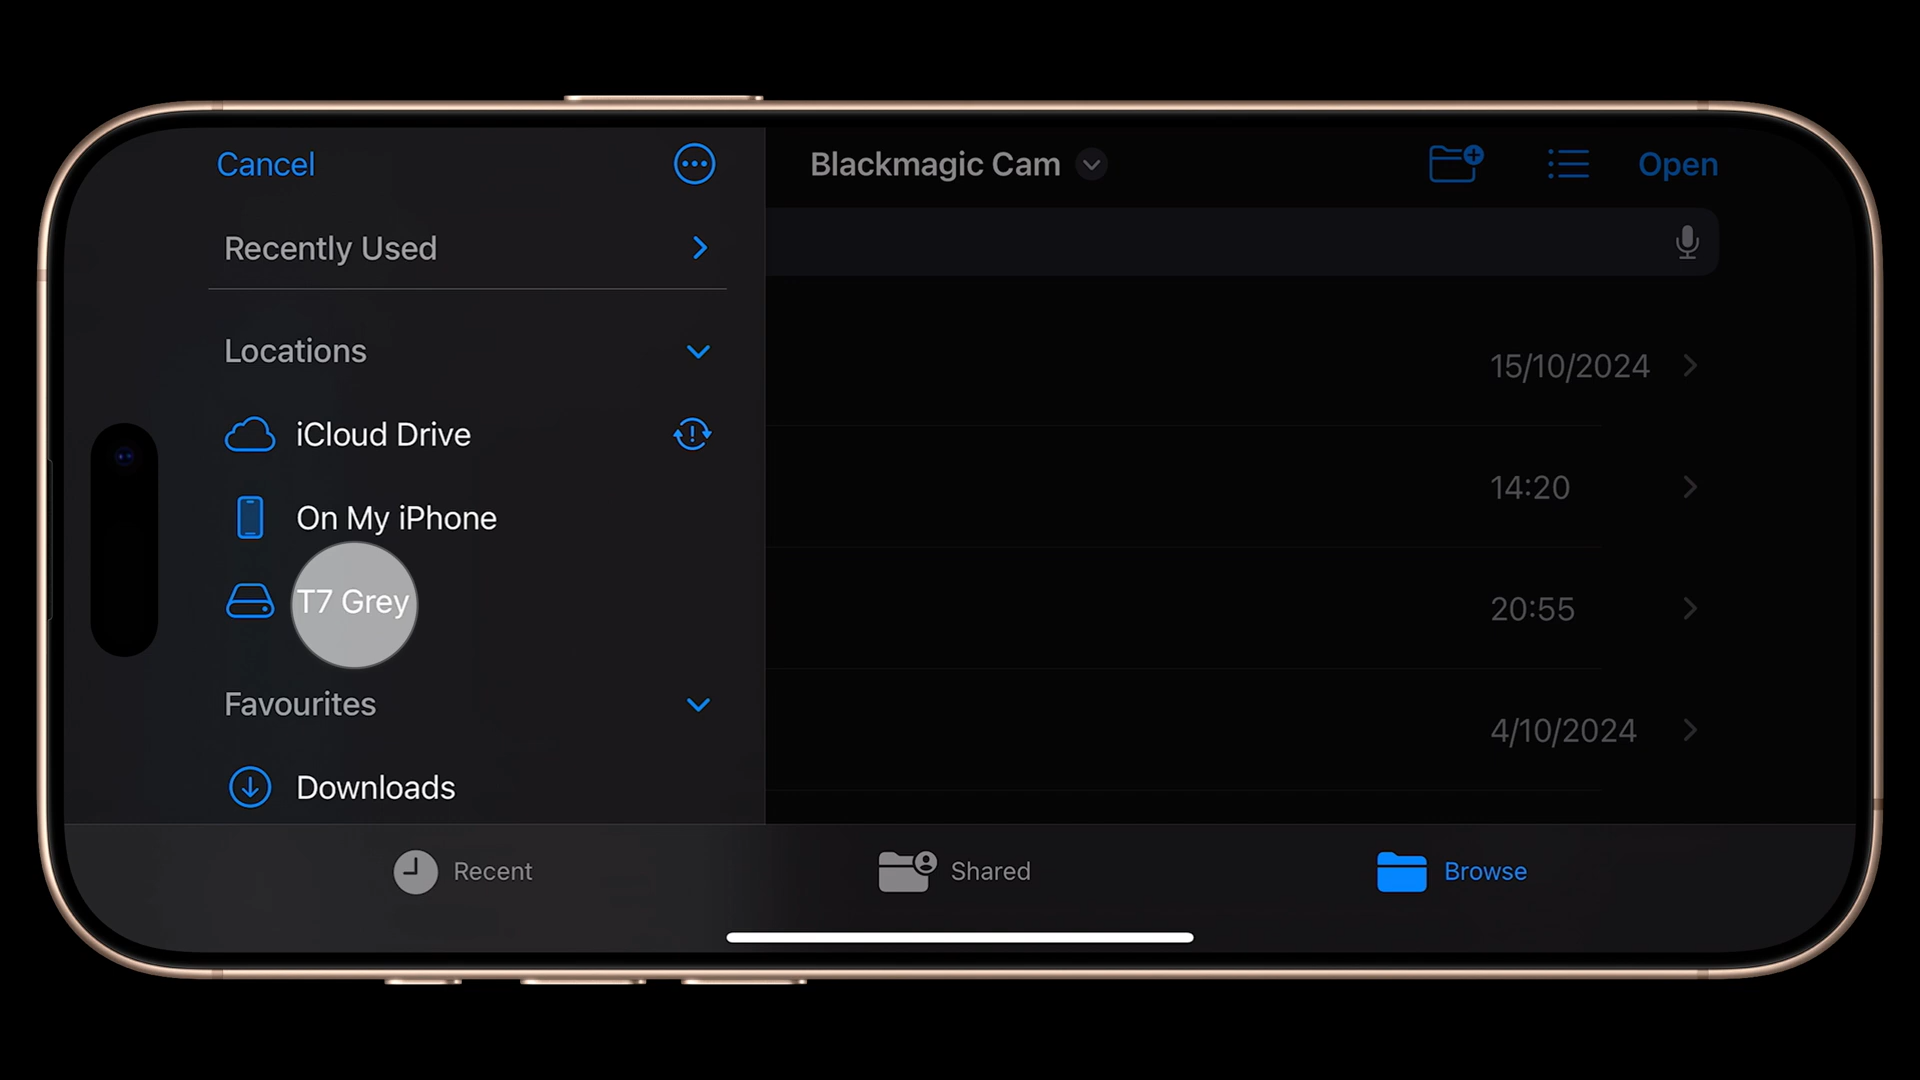 Cancel
Blackmagic Cam
Open
Recently Used
Locations
15/10/2024
iCloud Drive
14:20
On My iPhone
T7 Grey
20:55
Favourites
4/10/2024
Downloads
Recent
Shared
Browse